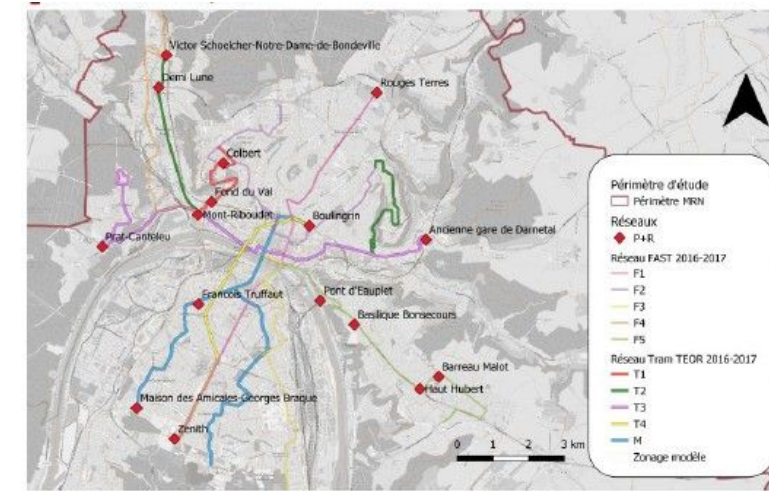 Victor Schoelcher-Notre-Dame-de-Bondeville
Demi Lune
Rouges Terres
Colbert
Fond du Val
Mont-Riboudet
Boulingrin
Prat-Canteleu
Ancienne gare de Darnetal
Francois Truffaut
Pont d'Eauplet
Basilique Bonsecours
Barreau Malot
Haut Hubert
Maison des Amicales-Georges Braque
Zenith
0 1 2 3 km
Périmètre d'étude
Périmètre MRN
Réseaux
P+R
Réseau FAST 2016-2017
F1
F2
F3
F4
F5
Réseau Tram TEOR 2016-2017
T1
T2
T3
T4
M
Zonage modèle